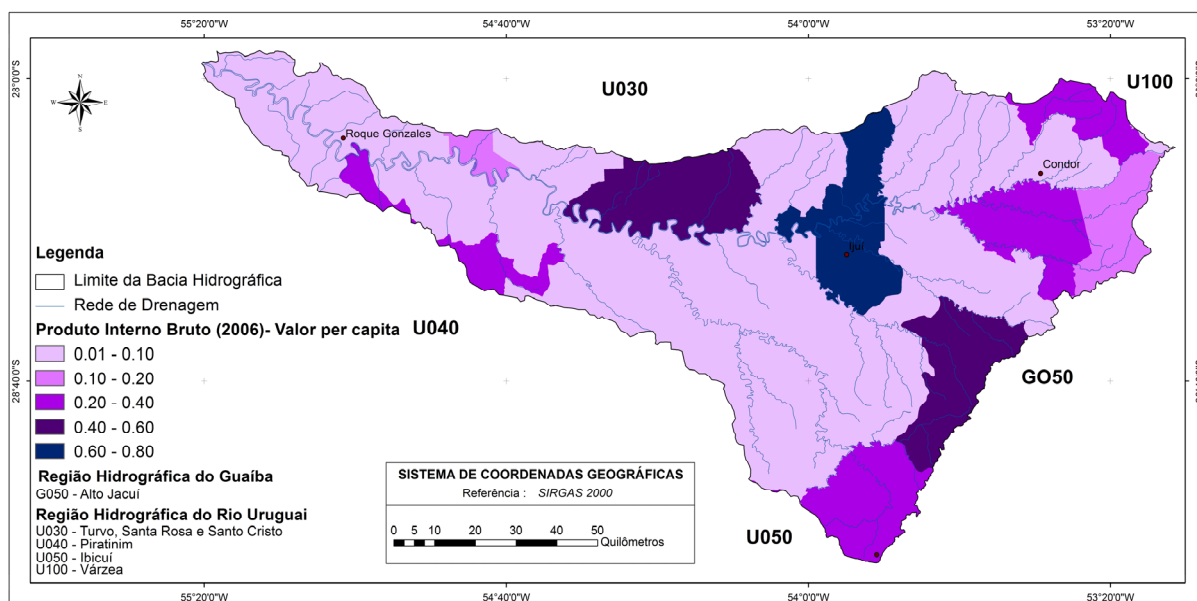 55°20'0"W
54°40'0"W
54°0'0"W
53°20'0"W
N
W
E
S
U030
U100
Roque Gonzales
Condor
Ijuí
Legenda
Limite da Bacia Hidrográfica
Rede de Drenagem
Produto Interno Bruto (2006)- Valor per capita
U040
0.01 - 0.10
0.10 - 0.20
0.20 - 0.40
0.40 - 0.60
0.60 - 0.80
GO50
28°40'0"S
Região Hidrográfica do Guaíba
G050 - Alto Jacuí
Região Hidrográfica do Rio Uruguai
U030 - Turvo, Santa Rosa e Santo Cristo
U040 - Piratinim
U050 - Ibicuí
U100 - Várzea
SISTEMA DE COORDENADAS GEOGRÁFICAS
Referência : SIRGAS 2000
0 5 10 20 30 40 50
Quilômetros
U050
55°20'0"W
54°40'0"W
54°0'0"W
53°20'0"W